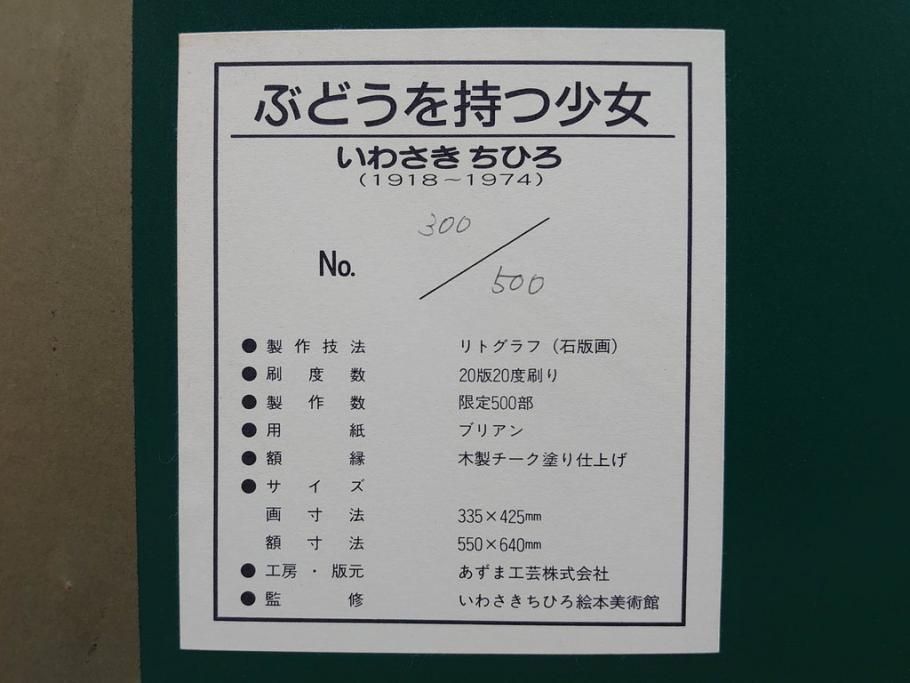 ぶどうを持つ少女
いわさき ちひろ
（1918～1974）
No. 300／500
●製作技法 リトグラフ（石版画）
●刷度数 20版20度刷り
●製作数 限定500部
●用紙 ブリアン
●額縁 木製チーク塗り仕上げ
●サイズ
画寸法 335×425㎜
額寸法 550×640㎜
●工房・版元 あずま工芸株式会社
●監修 いわさきちひろ絵本美術館